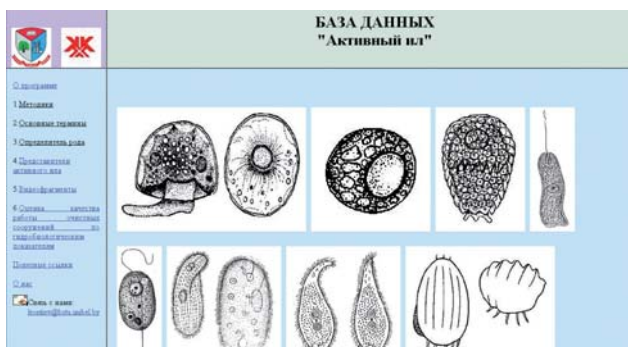 БАЗА ДАННЫХ
"Активный ил"
О программе
1.Методики
2.Основные термины
3.Определитель рода
4.Представители
активного ила
5.Видеофрагменты
6.Оценка качества
работы очистных
сооружений по
гидробиологическим
показателям
Полезные ссылки
О нас
Связь с нами: